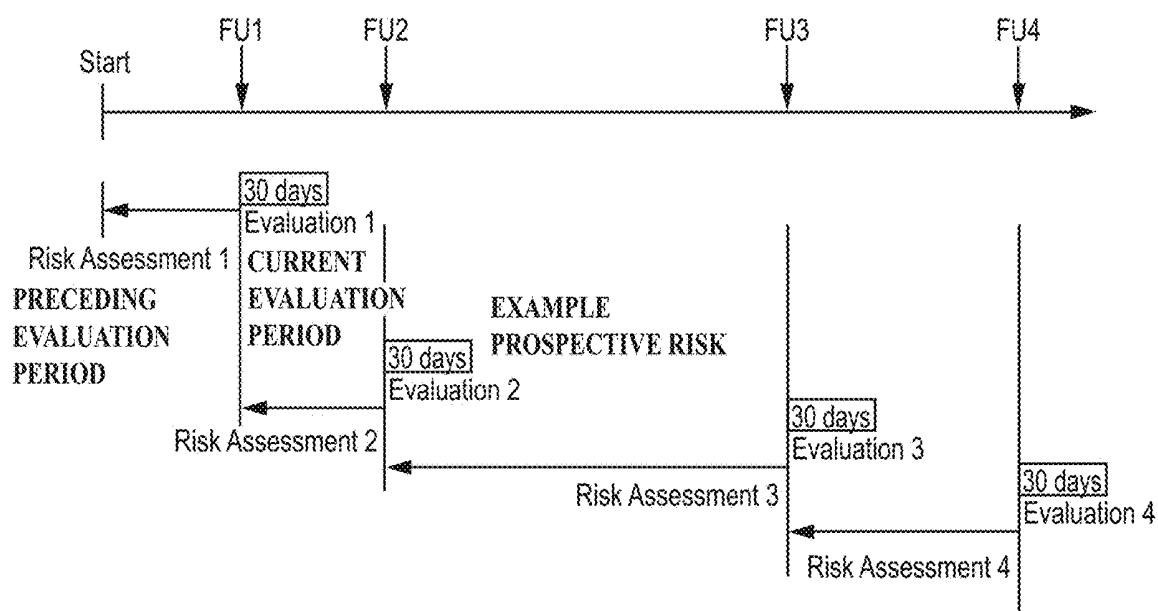 FU1
FU2
FU3
FU4
Start
30 days
Evaluation 1
Risk Assessment 1
CURRENT
EVALUATION
PERIOD
PRECEDING
EVALUATION
PERIOD
EXAMPLE
PROSPECTIVE RISK
30 days
Evaluation 2
Risk Assessment 2
30 days
Evaluation 3
Risk Assessment 3
30 days
Evaluation 4
Risk Assessment 4